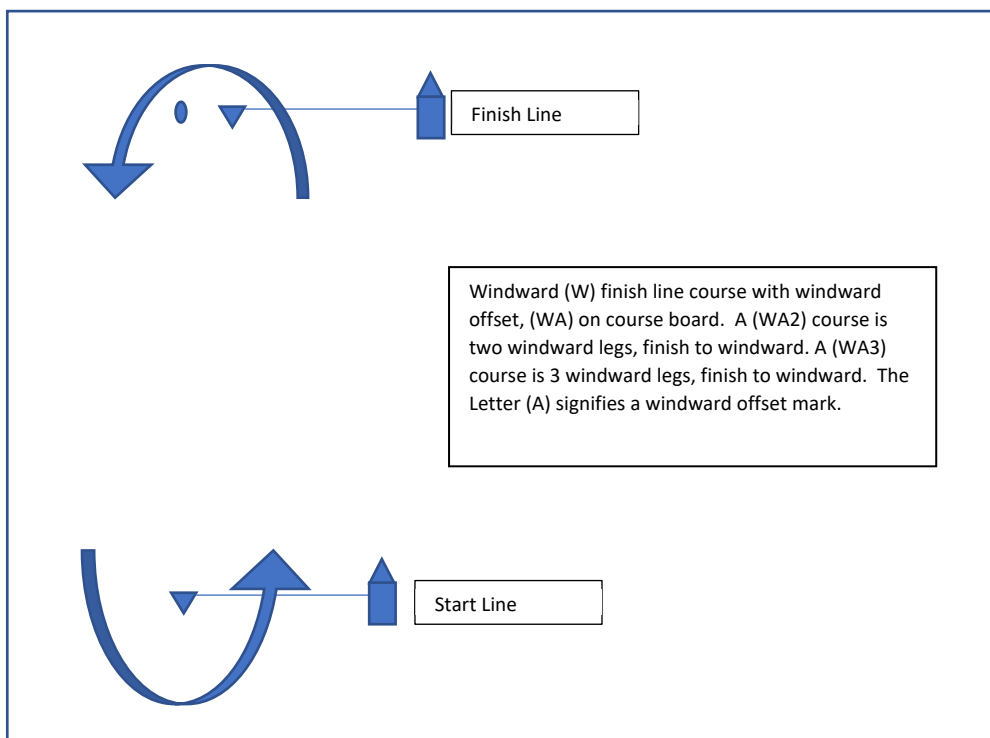 Finish Line
Windward (W) finish line course with windward
offset, (WA) on course board.  A (WA2) course is
two windward legs, finish to windward. A (WA3)
course is 3 windward legs, finish to windward.  The
Letter (A) signifies a windward offset mark.
Start Line